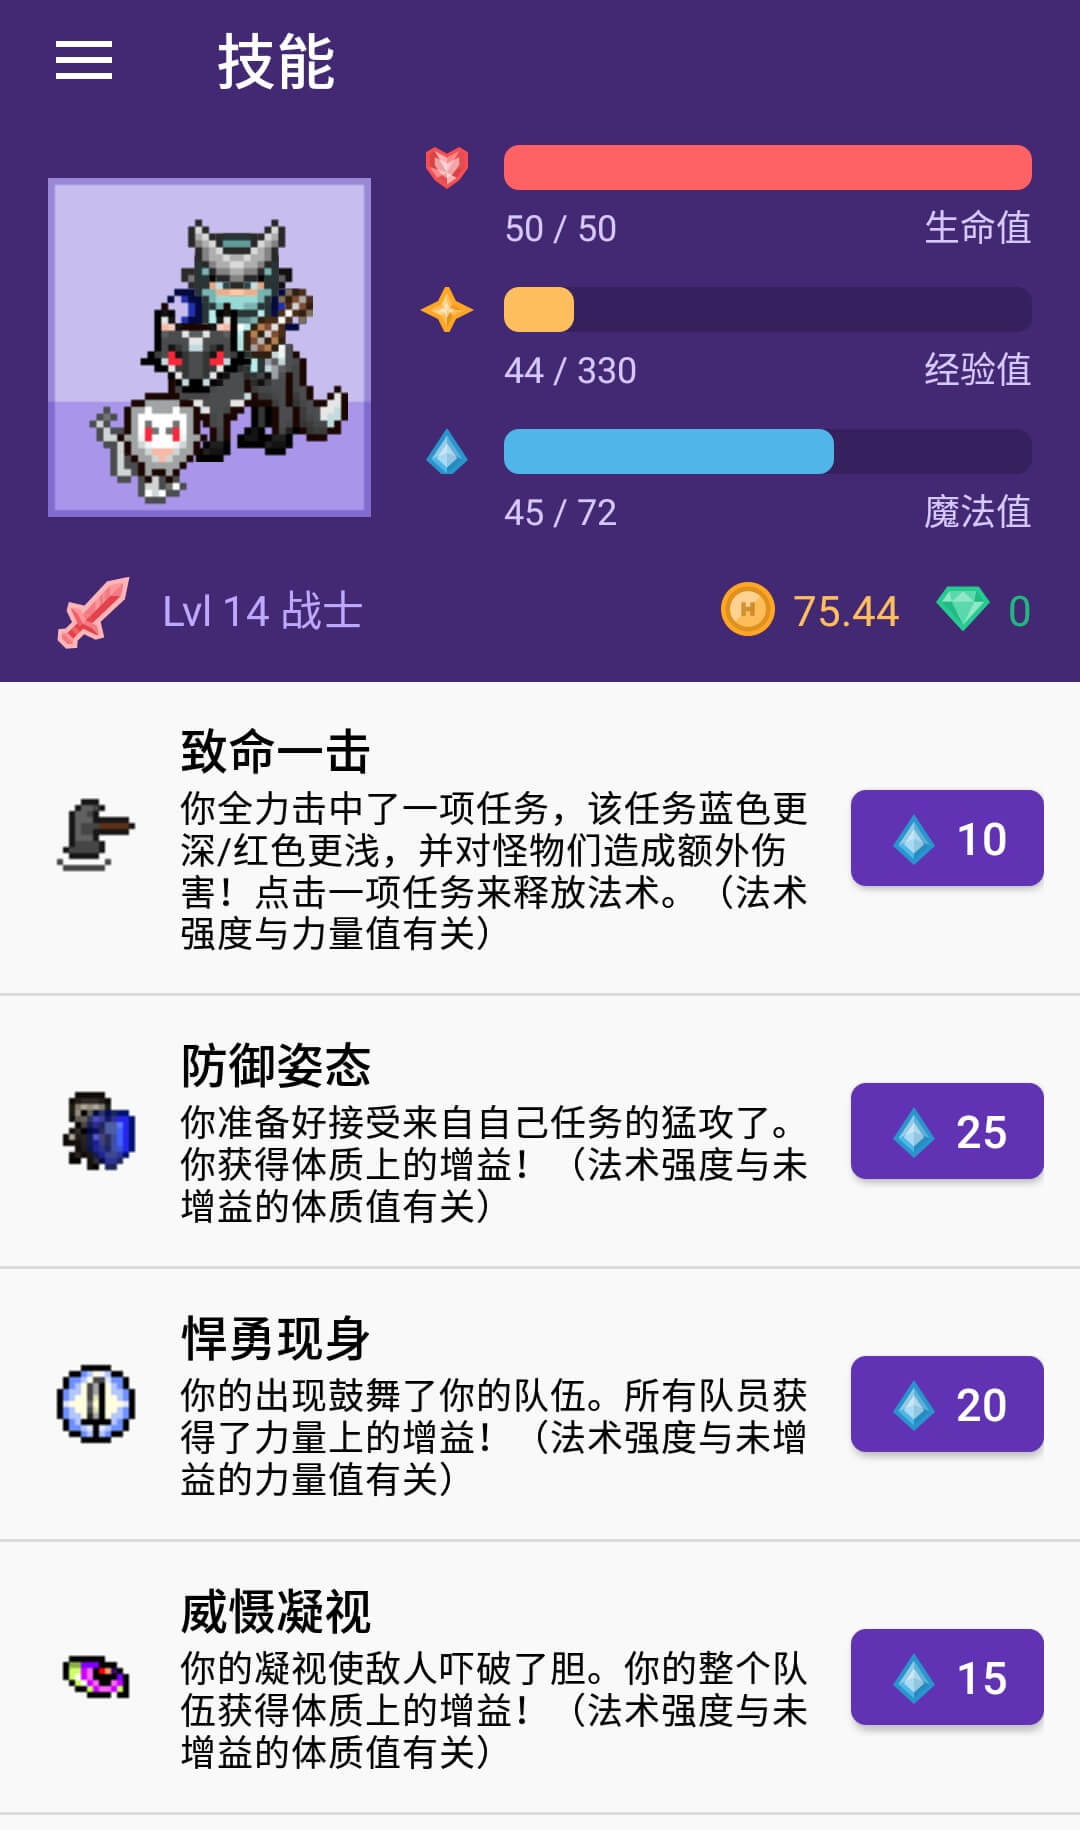 技能
50 / 50 生命值
44 / 330 经验值
45 / 72 魔法值
Lvl 14 战士 75.44 0
致命一击
你全力击中了一项任务，该任务蓝色更
深/红色更浅，并对怪物们造成额外伤
害！点击一项任务来释放法术。（法术
强度与力量值有关）
10
防御姿态
你准备好接受来自自己任务的猛攻了。
你获得体质上的增益！（法术强度与未
增益的体质值有关）
25
悍勇现身
你的出现鼓舞了你的队伍。所有队员获
得了力量上的增益！（法术强度与未增
益的力量值有关）
20
威慑凝视
你的凝视使敌人吓破了胆。你的整个队
伍获得体质上的增益！（法术强度与未
增益的体质值有关）
15